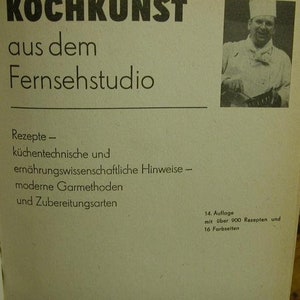 KOCHKUNST
aus dem
Fernsehstudio
Rezepte –
küchentechnische und
ernährungswissenschaftliche Hinweise –
moderne Garmethoden
und Zubereitungsarten
14. Auflage
mit über 900 Rezepten und
16 Farbseiten